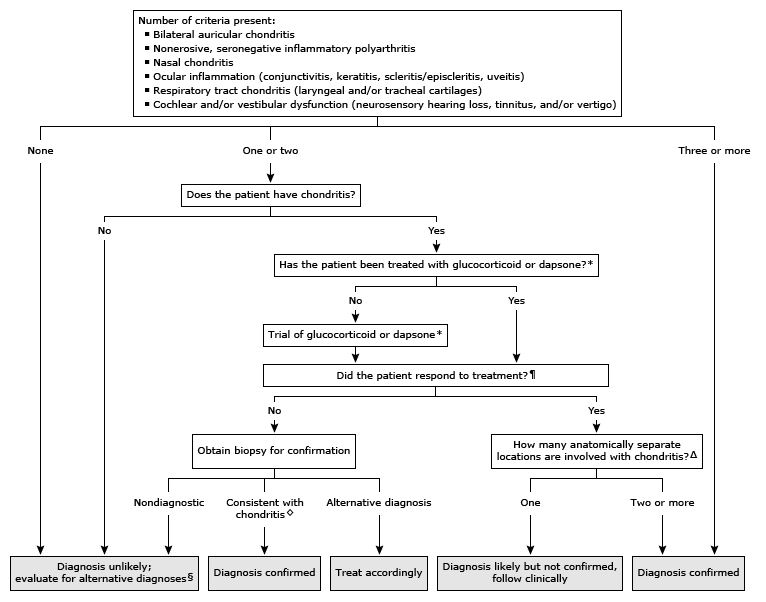 Number of criteria present:
▪ Bilateral auricular chondritis
▪ Nonerosive, seronegative inflammatory polyarthritis
▪ Nasal chondritis
▪ Ocular inflammation (conjunctivitis, keratitis, scleritis/episcleritis, uveitis)
▪ Respiratory tract chondritis (laryngeal and/or tracheal cartilages)
▪ Cochlear and/or vestibular dysfunction (neurosensory hearing loss, tinnitus, and/or vertigo)
None
One or two
Three or more
Does the patient have chondritis?
No
Yes
Has the patient been treated with glucocorticoid or dapsone?*
No
Yes
Trial of glucocorticoid or dapsone*
Did the patient respond to treatment?¶
No
Yes
Obtain biopsy for confirmation
How many anatomically separate
locations are involved with chondritis?Δ
Nondiagnostic
Consistent with
chondritis◇
Alternative diagnosis
One
Two or more
Diagnosis unlikely;
evaluate for alternative diagnoses§
Diagnosis confirmed
Treat accordingly
Diagnosis likely but not confirmed,
follow clinically
Diagnosis confirmed